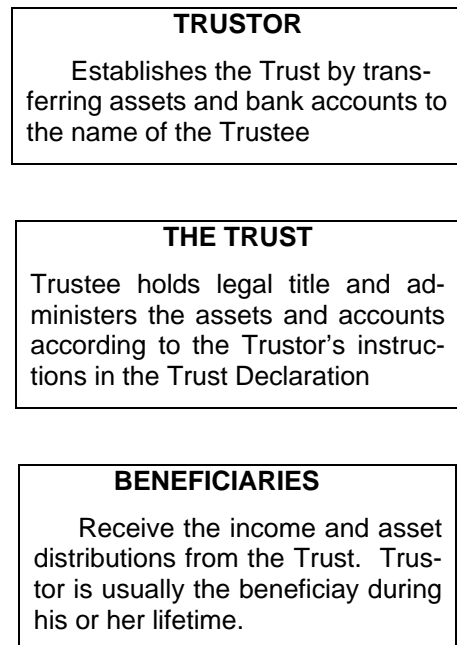 TRUSTOR
Establishes the Trust by trans-
ferring assets and bank accounts to
the name of the Trustee
THE TRUST
Trustee holds legal title and ad-
ministers the assets and accounts
according to the Trustor's instruc-
tions in the Trust Declaration
BENEFICIARIES
Receive the income and asset
distributions from the Trust.  Trus-
tor is usually the beneficiay during
his or her lifetime.